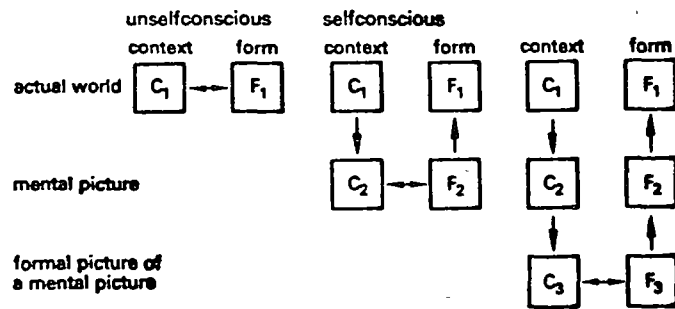 unselfconscious selfconscious
context form context form context form
actual world C₁ F₁ C₁ F₁ C₁ F₁
mental picture C₂ F₂ C₂ F₂
formal picture of
a mental picture C₃ F₃